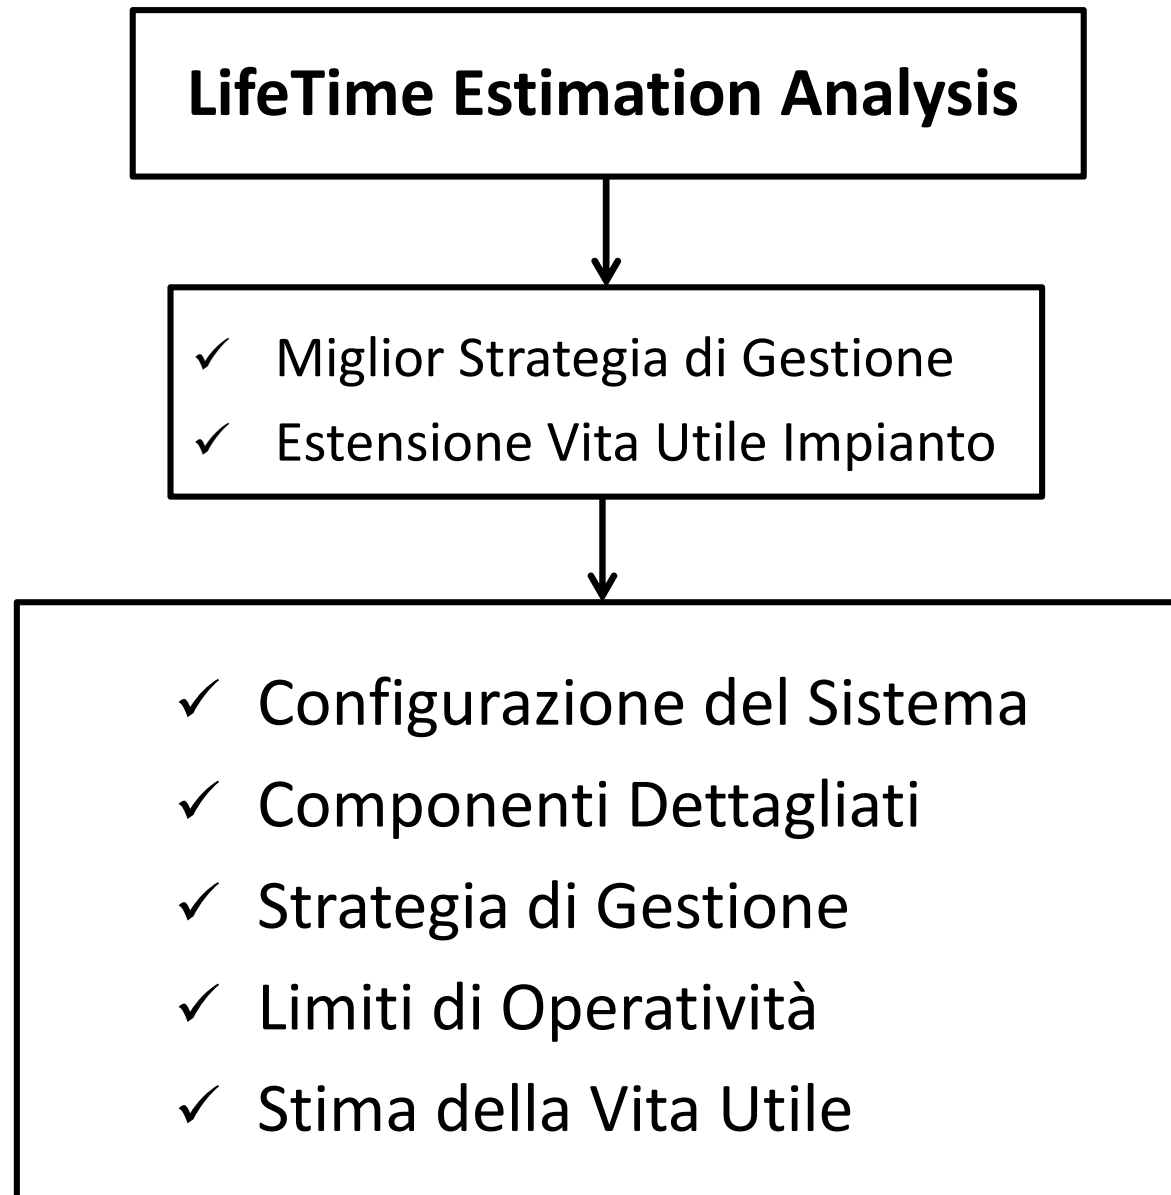 LifeTime Estimation Analysis
✓ Miglior Strategia di Gestione
✓ Estensione Vita Utile Impianto
✓ Configurazione del Sistema
✓ Componenti Dettagliati
✓ Strategia di Gestione
✓ Limiti di Operatività
✓ Stima della Vita Utile